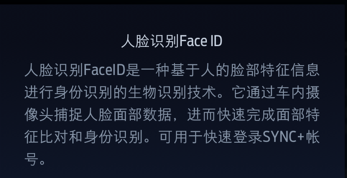 人脸识别Face ID
人脸识别FaceID是一种基于人的脸部特征信息
进行身份识别的生物识别技术。它通过车内摄
像头捕捉人脸面部数据，进而快速完成面部特
征比对和身份识别。可用于快速登录SYNC+帐
号。